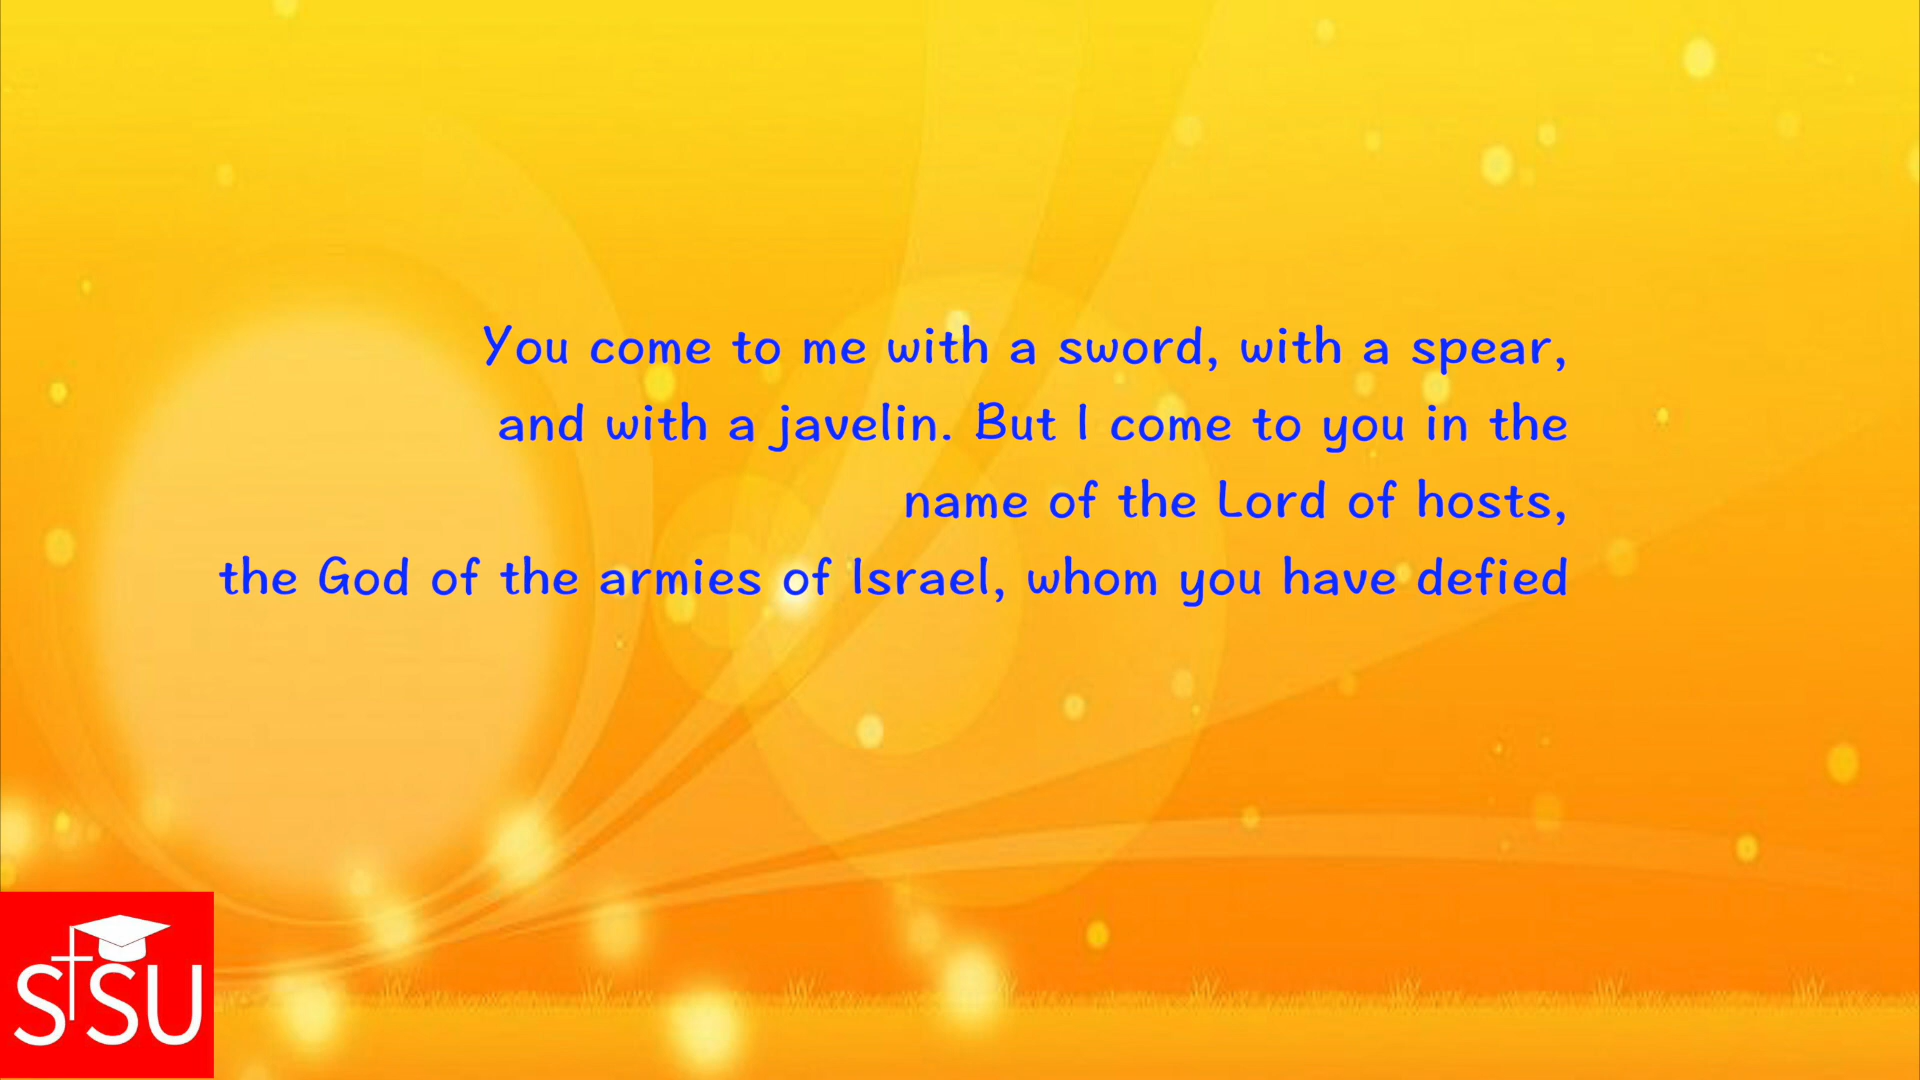 You come to me with a sword, with a spear,
and with a javelin. But I come to you in the
name of the Lord of hosts,
the God of the armies of Israel, whom you have defied
StSU